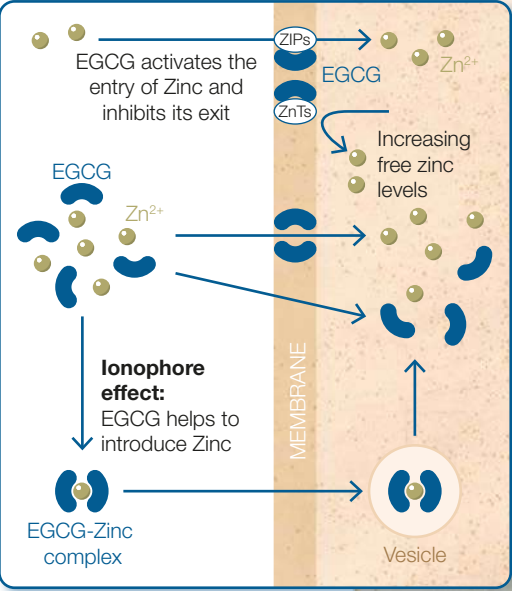 ZIPs
EGCG activates the
entry of Zinc and
inhibits its exit
EGCG
Zn²⁺
ZnTs
Increasing
free zinc
levels
EGCG
Zn²⁺
Ionophore
effect:
EGCG helps to
introduce Zinc
MEMBRANE
EGCG-Zinc
complex
Vesicle